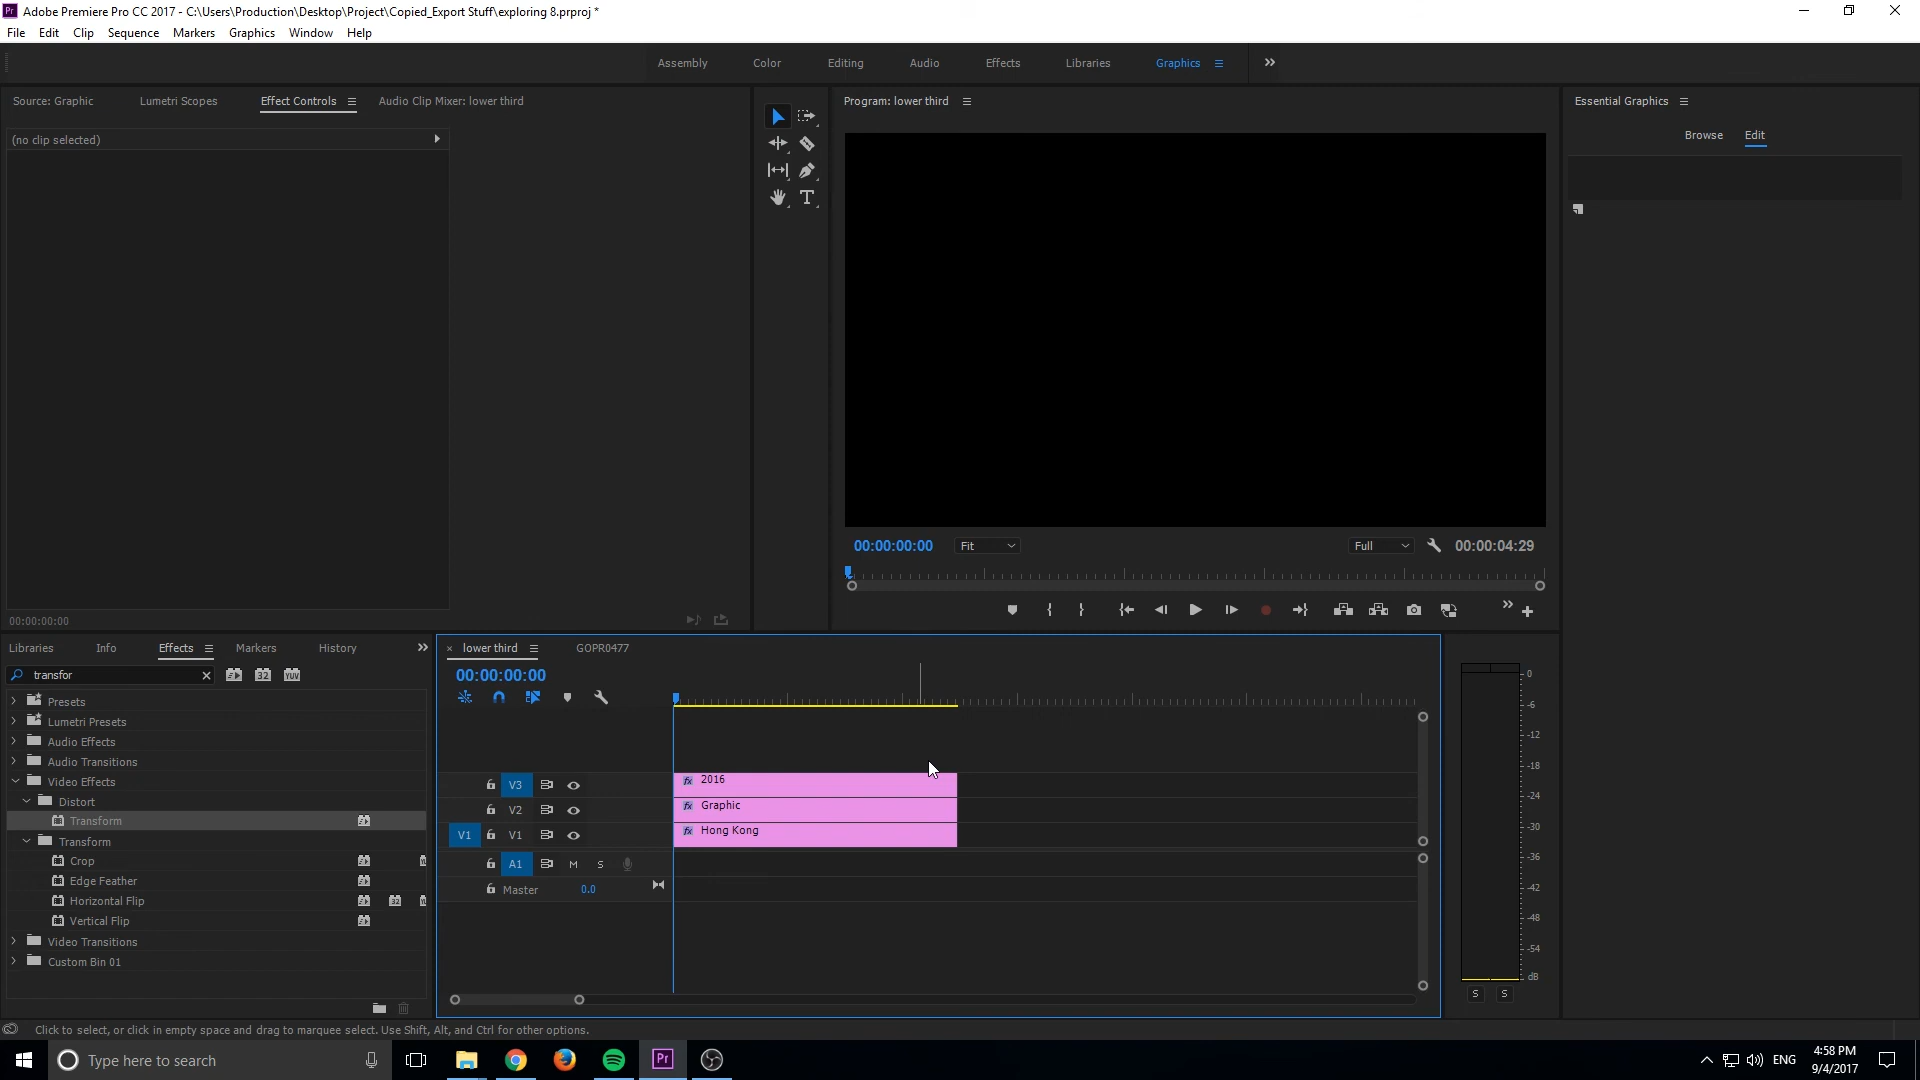 Pr Adobe Premiere Pro CC 2017 - C:\Users\Production\Desktop\Project\Copied_Export Stuff\exploring 8.prproj *
File Edit Clip Sequence Markers Graphics Window Help
Assembly Color Editing Audio Effects Libraries Graphics
Source: Graphic Lumetri Scopes Effect Controls Audio Clip Mixer: lower third
Program: lower third
Essential Graphics
(no clip selected)
Browse Edit
00:00:00:00 Fit Full 00:00:04:29
00:00:00:00
Libraries Info Effects Markers History
lower third GOPR0477
transfor 32 YUV
00:00:00:00
Presets
Lumetri Presets
Audio Effects
Audio Transitions
Video Effects
Distort
Transform
Transform
Crop
Edge Feather
Horizontal Flip 32
Vertical Flip
Video Transitions
Custom Bin 01
V3 fx 2016
V2 fx Graphic
V1 V1 fx Hong Kong
A1 M S
Master 0.0
0
-6
-12
-18
-24
-30
-36
-42
-48
-54
dB
S S
Click to select, or click in empty space and drag to marquee select. Use Shift, Alt, and Ctrl for other options.
Type here to search
Pr
ENG
4:58 PM
9/4/2017